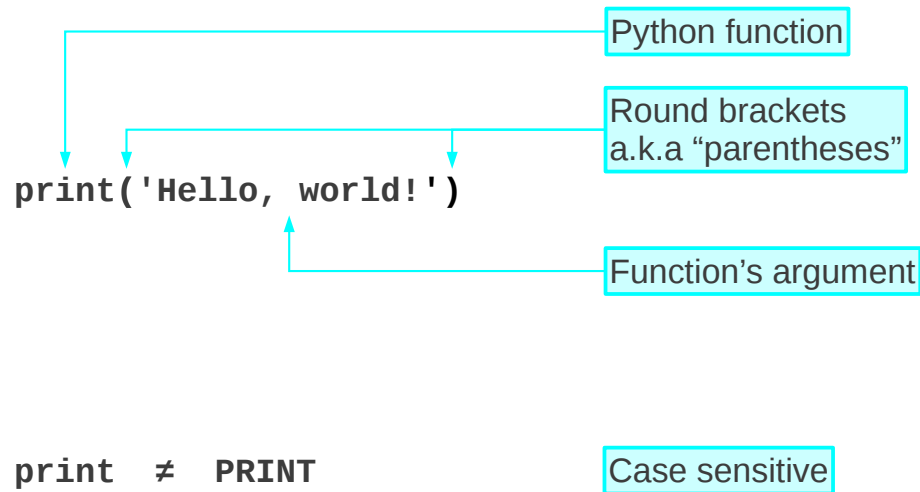 Python function
Round brackets
a.k.a “parentheses”
print('Hello, world!')
Function’s argument
print ≠ PRINT
Case sensitive